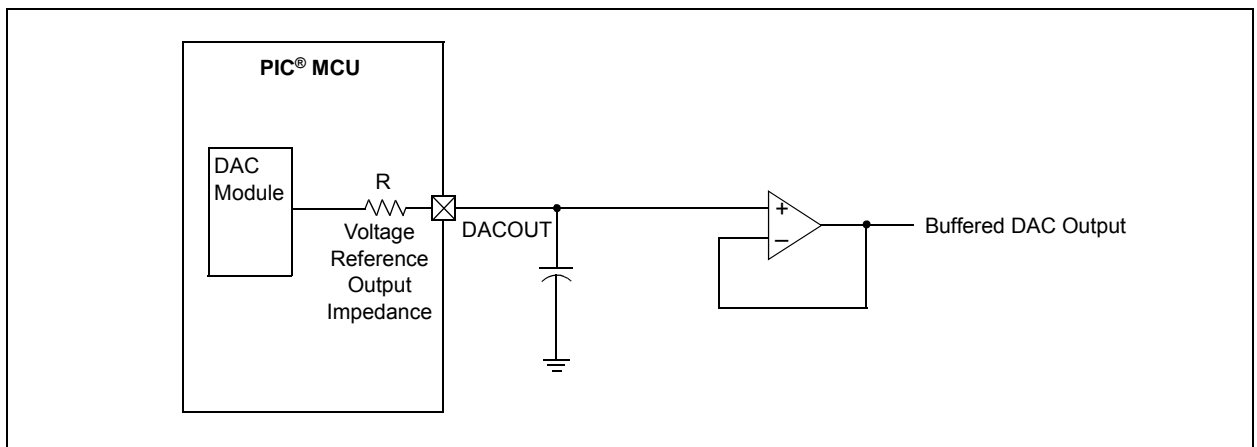 PIC® MCU
DAC
Module
R
Voltage
Reference
Output
Impedance
DACOUT
+
–
Buffered DAC Output